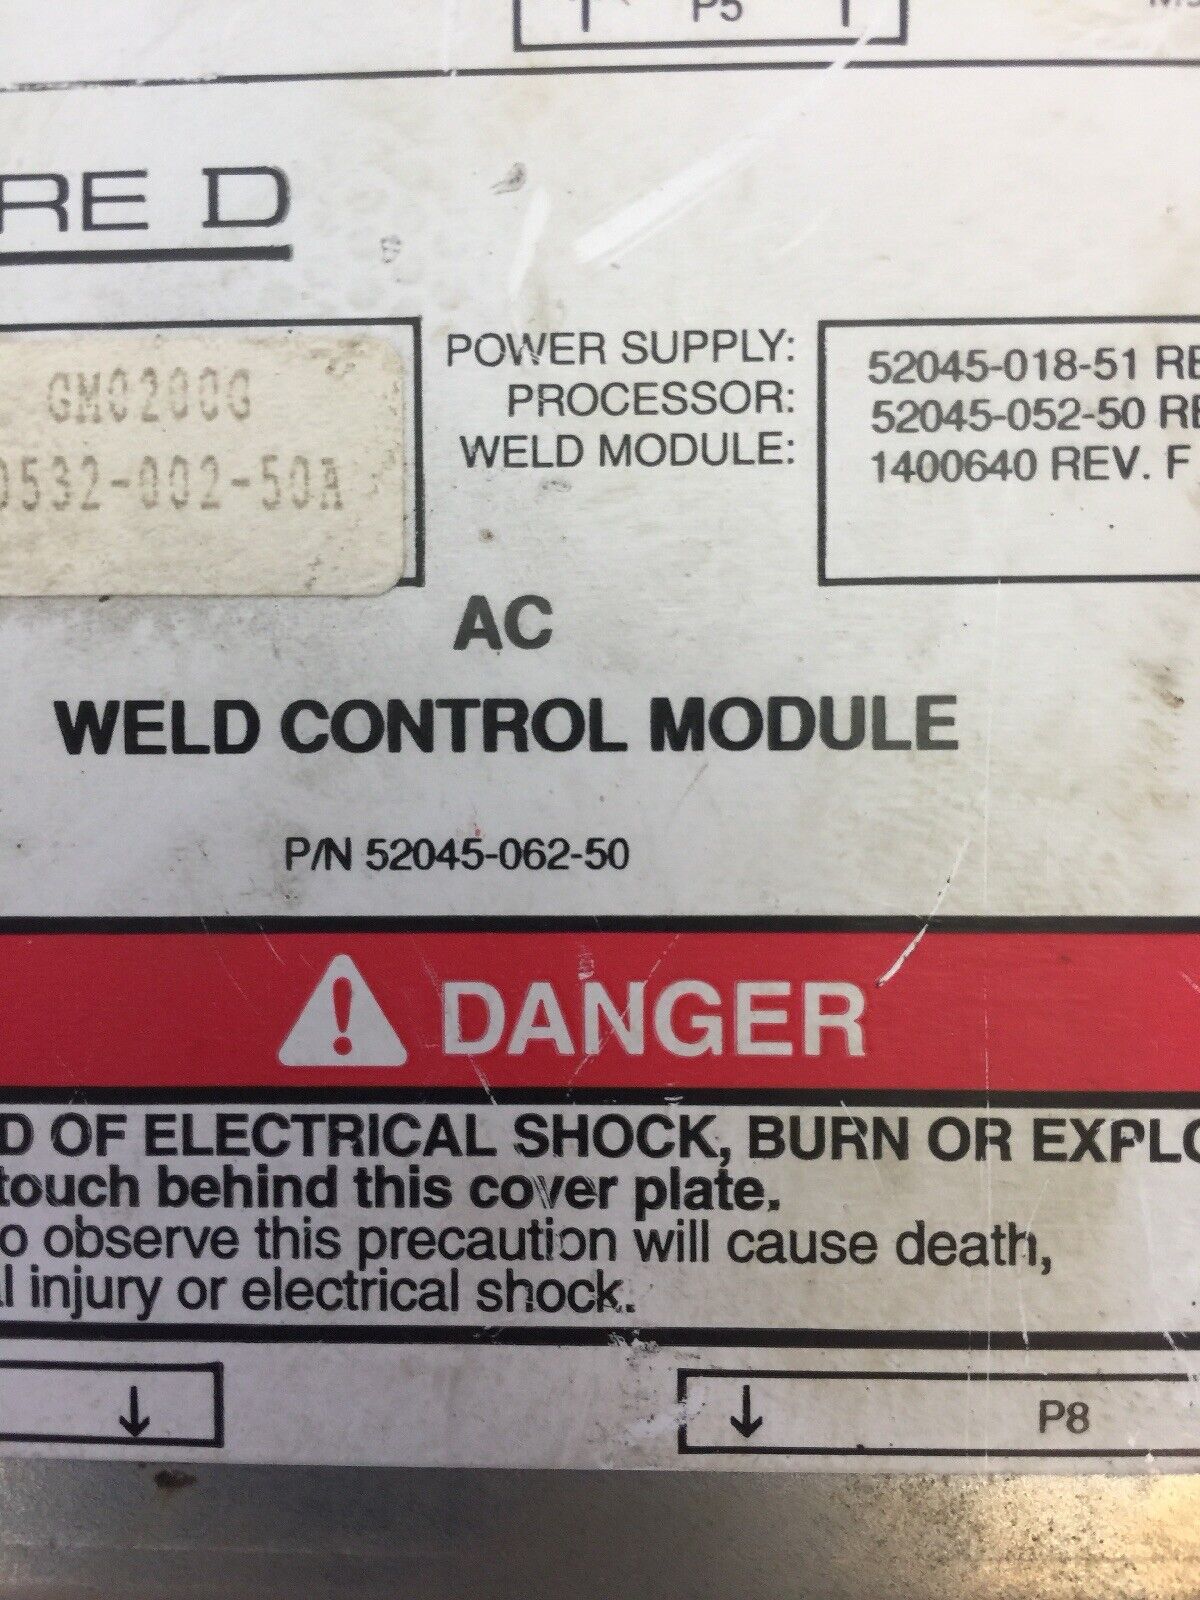 P5
RE D
GM0200G
0532-002-50A
POWER SUPPLY:
PROCESSOR:
WELD MODULE:
52045-018-51 RE
52045-052-50 RE
1400640 REV. F
AC
WELD CONTROL MODULE
P/N 52045-062-50
DANGER
D OF ELECTRICAL SHOCK, BURN OR EXPLO
touch behind this cover plate.
o observe this precaution will cause death,
l injury or electrical shock.
P8